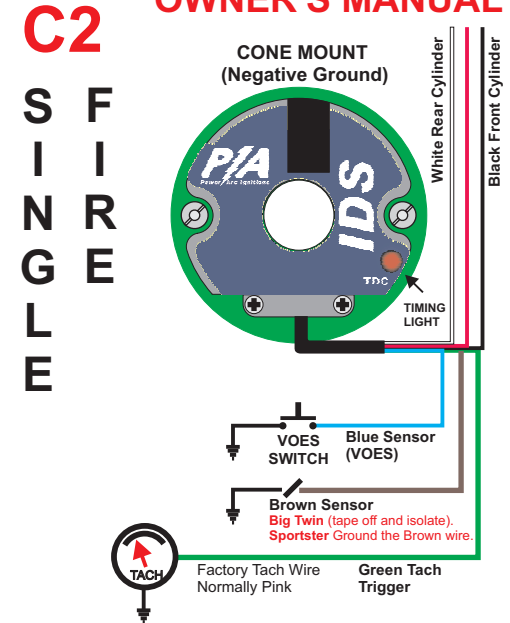 OWNER'S MANUAL
C2
SINGLE
FIRE
CONE MOUNT
(Negative Ground)
White Rear Cylinder
Black Front Cylinder
P/A
Power/Arc Ignitions
IDS
TDC
TIMING
LIGHT
VOES
SWITCH
Blue Sensor
(VOES)
Brown Sensor
Big Twin (tape off and isolate).
Sportster Ground the Brown wire.
TACH
Factory Tach Wire
Normally Pink
Green Tach
Trigger